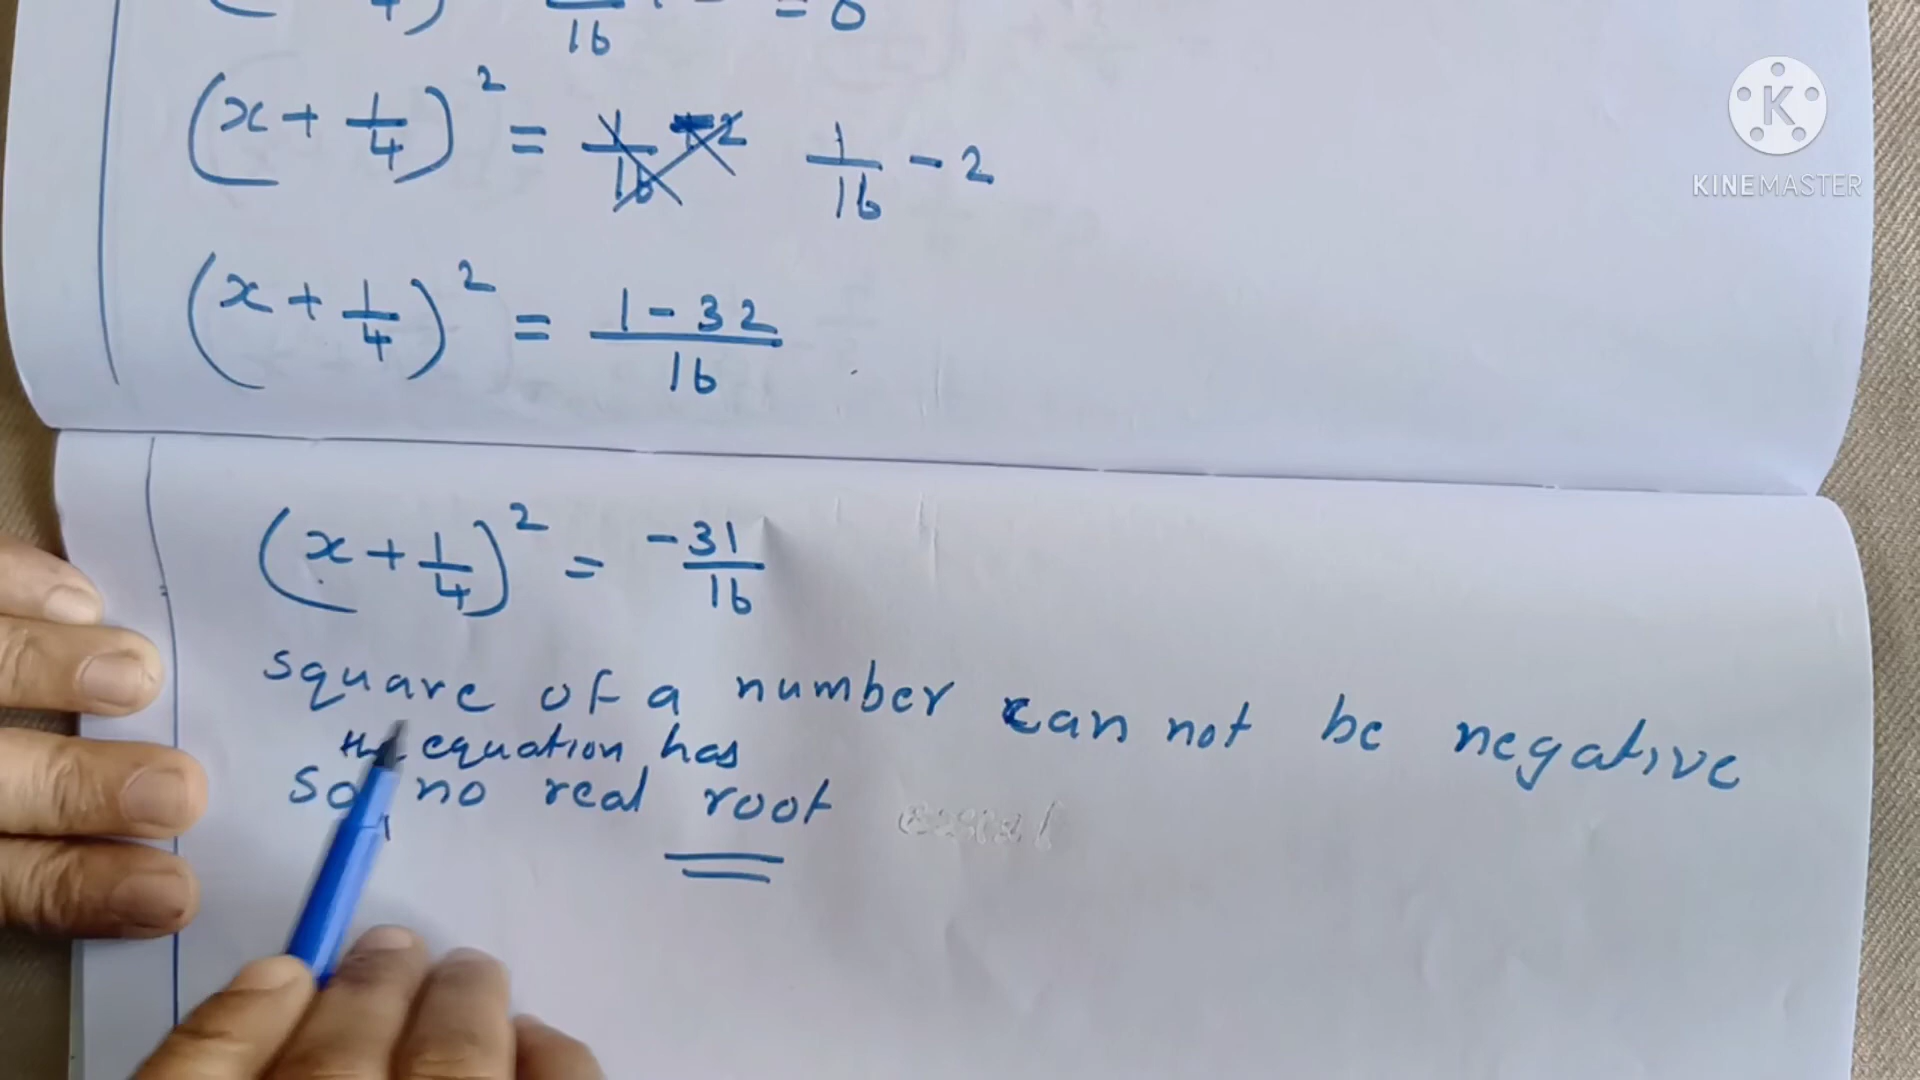 = 0
16
(x + 1/4)² = 1/16 - 2
(x + 1/4)² = 1 - 32 / 16
(x + 1/4)² = -31/16
square of a number can not be negative
the equation has
so no real root
K
KINEMASTER